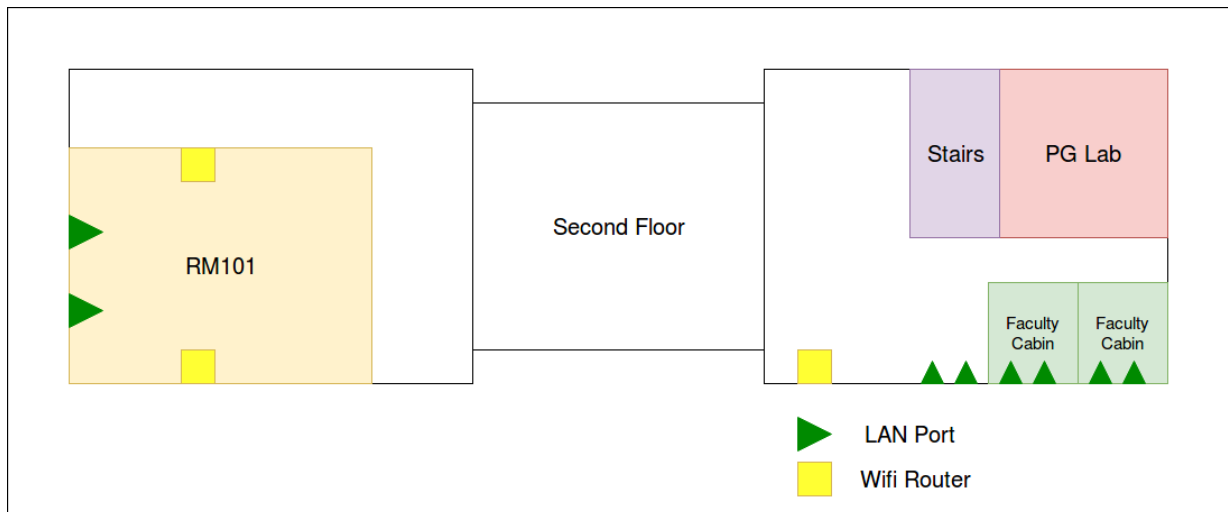 Stairs
PG Lab
Second Floor
RM101
Faculty
Cabin
Faculty
Cabin
LAN Port
Wifi Router